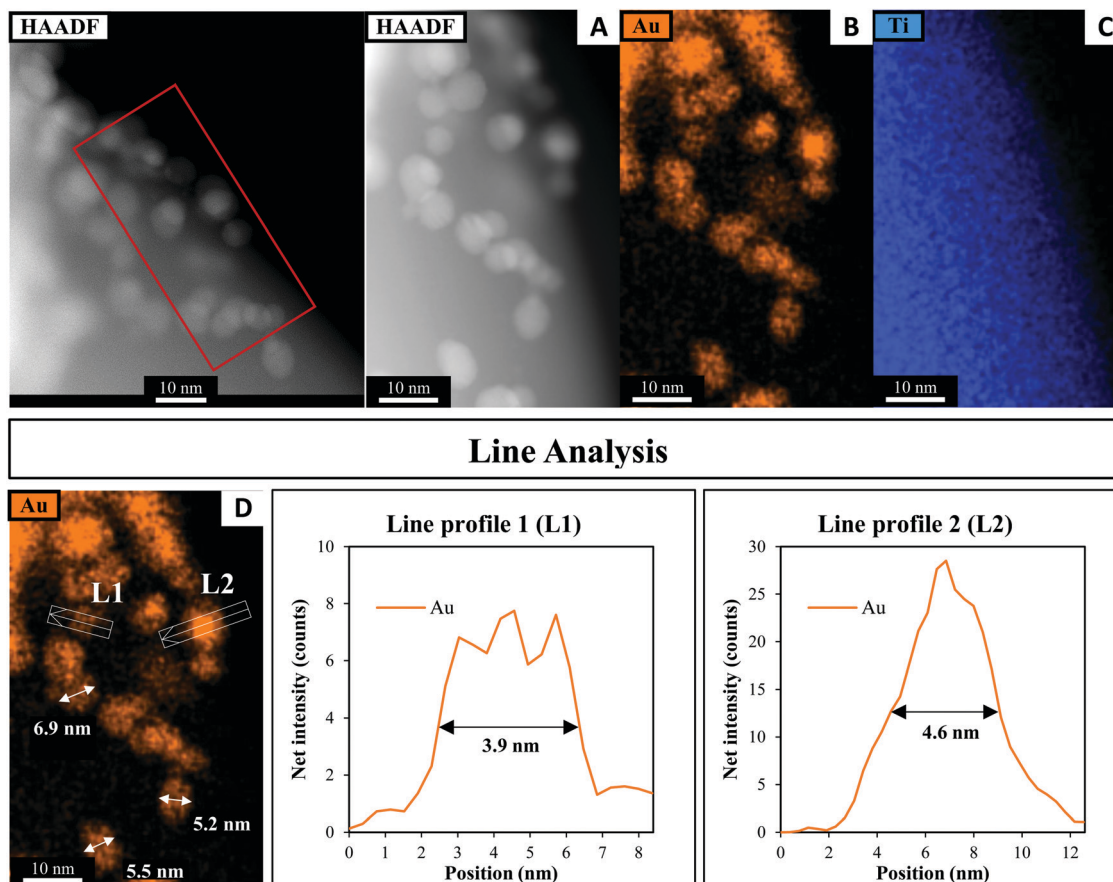 HAADF
HAADF
A
Au
B
Ti
C
10 nm
10 nm
10 nm
10 nm
Line Analysis
Au
D
L1
L2
6.9 nm
5.2 nm
5.5 nm
10 nm
Line profile 1 (L1)
Net intensity (counts)
10
8
6
4
2
0
Au
3.9 nm
0 1 2 3 4 5 6 7 8
Position (nm)
Line profile 2 (L2)
Net intensity (counts)
30
25
20
15
10
5
0
Au
4.6 nm
0 2 4 6 8 10 12
Position (nm)